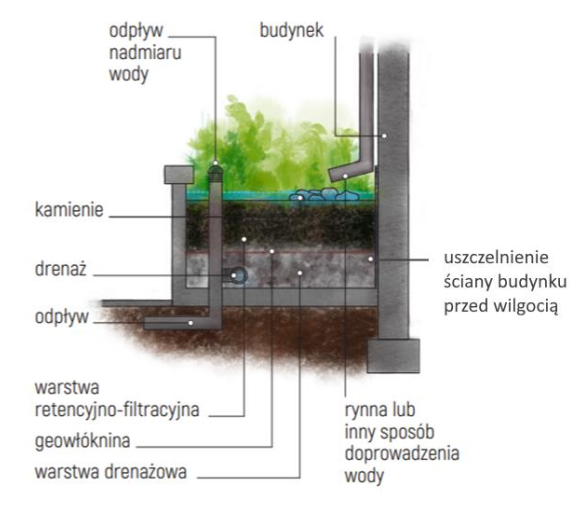 odpływ
nadmiaru
wody
budynek
kamienie
drenaż
odpływ
uszczelnienie
ściany budynku
przed wilgocią
warstwa
retencyjno-filtracyjna
geowłóknina
warstwa drenażowa
rynna lub
inny sposób
doprowadzenia
wody